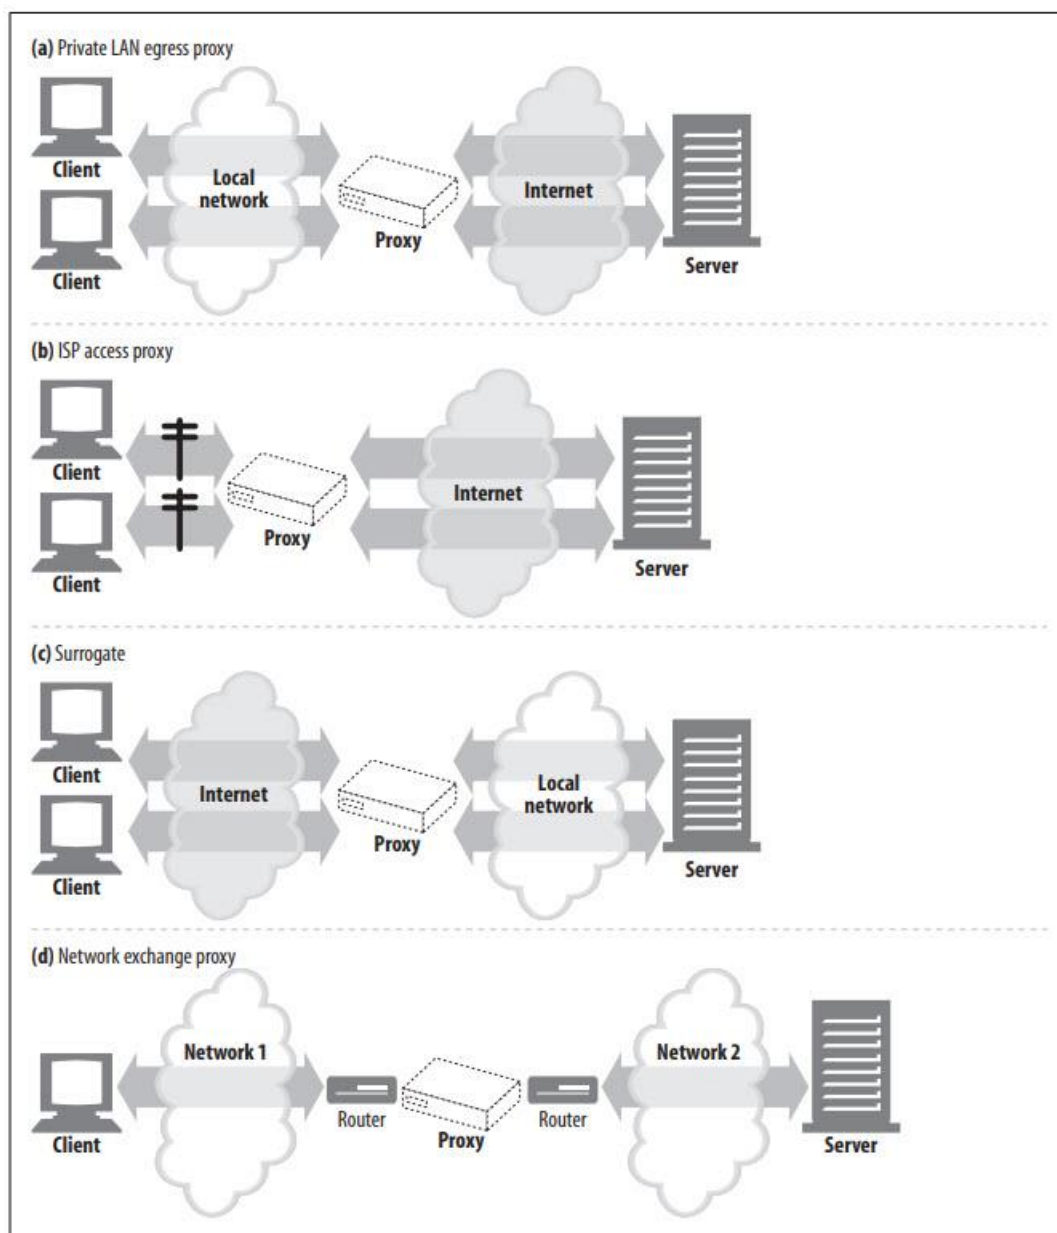 (a) Private LAN egress proxy
Client
Client
Local
network
Proxy
Internet
Server
(b) ISP access proxy
Client
Client
Proxy
Internet
Server
(c) Surrogate
Client
Client
Internet
Proxy
Local
network
Server
(d) Network exchange proxy
Client
Network 1
Router
Proxy
Router
Network 2
Server